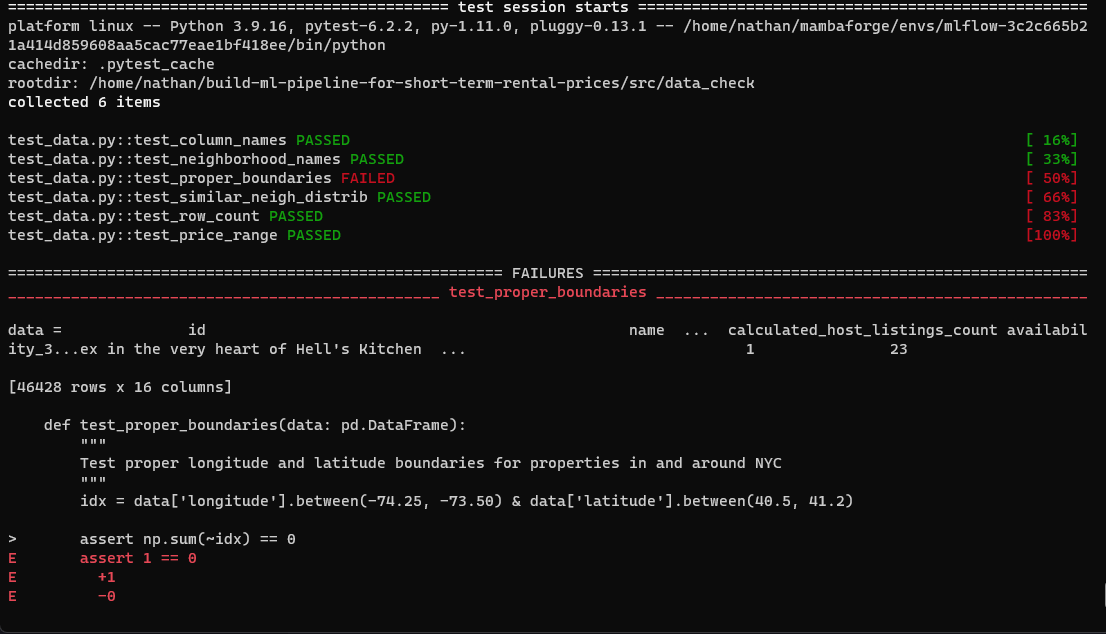 ================================================= test session starts ==================================================
platform linux -- Python 3.9.16, pytest-6.2.2, py-1.11.0, pluggy-0.13.1 -- /home/nathan/mambaforge/envs/mlflow-3c2c665b2
1a414d859608aa5cac77eae1bf418ee/bin/python
cachedir: .pytest_cache
rootdir: /home/nathan/build-ml-pipeline-for-short-term-rental-prices/src/data_check
collected 6 items
test_data.py::test_column_names PASSED [ 16%]
test_data.py::test_neighborhood_names PASSED [ 33%]
test_data.py::test_proper_boundaries FAILED [ 50%]
test_data.py::test_similar_neigh_distrib PASSED [ 66%]
test_data.py::test_row_count PASSED [ 83%]
test_data.py::test_price_range PASSED [100%]
======================================================= FAILURES =======================================================
________________________________________________ test_proper_boundaries ________________________________________________
data =              id                                               name  ...  calculated_host_listings_count availabil
ity_3...ex in the very heart of Hell's Kitchen  ...                               1               23
[46428 rows x 16 columns]
    def test_proper_boundaries(data: pd.DataFrame):
        """
        Test proper longitude and latitude boundaries for properties in and around NYC
        """
        idx = data['longitude'].between(-74.25, -73.50) & data['latitude'].between(40.5, 41.2)
>       assert np.sum(~idx) == 0
E       assert 1 == 0
E         +1
E         -0